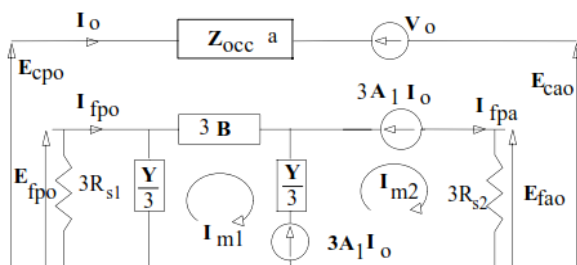 I o
Z occ a
V o
E cpo
E cao
I fpo
3 B
3 A 1 I o
I fpa
E fpo
3R s1
Y
3
Y
3
I m1
I m2
3R s2
E fao
3A 1 I o